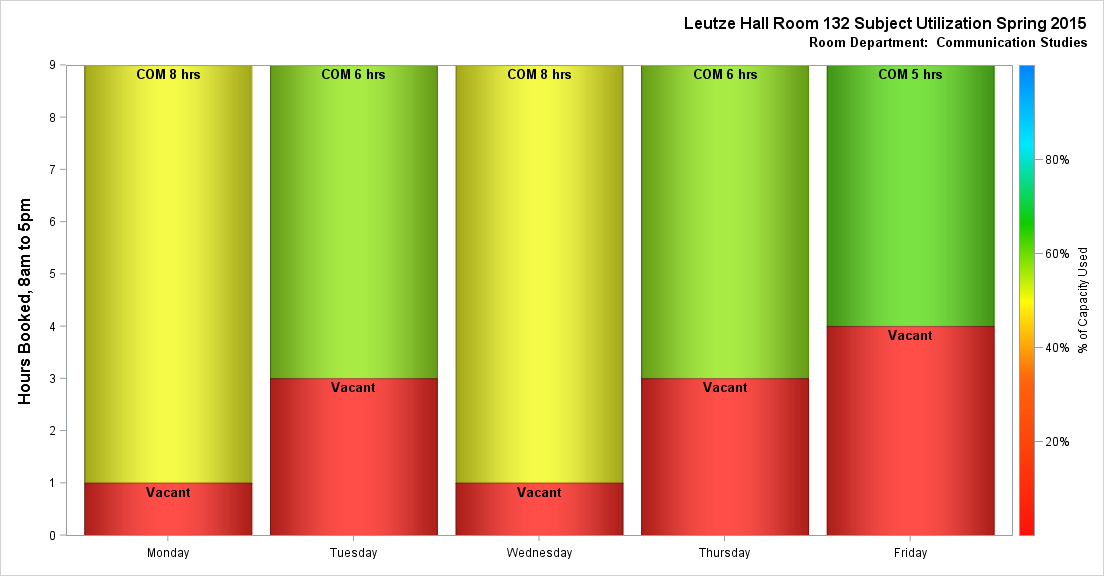 Leutze Hall Room 132 Subject Utilization Spring 2015
Room Department:  Communication Studies
Hours Booked, 8am to 5pm
9
8
7
6
5
4
3
2
1
0
COM 8 hrs
COM 6 hrs
COM 8 hrs
COM 6 hrs
COM 5 hrs
Vacant
Vacant
Vacant
Vacant
Vacant
Monday
Tuesday
Wednesday
Thursday
Friday
80%
60%
40%
20%
% of Capacity Used